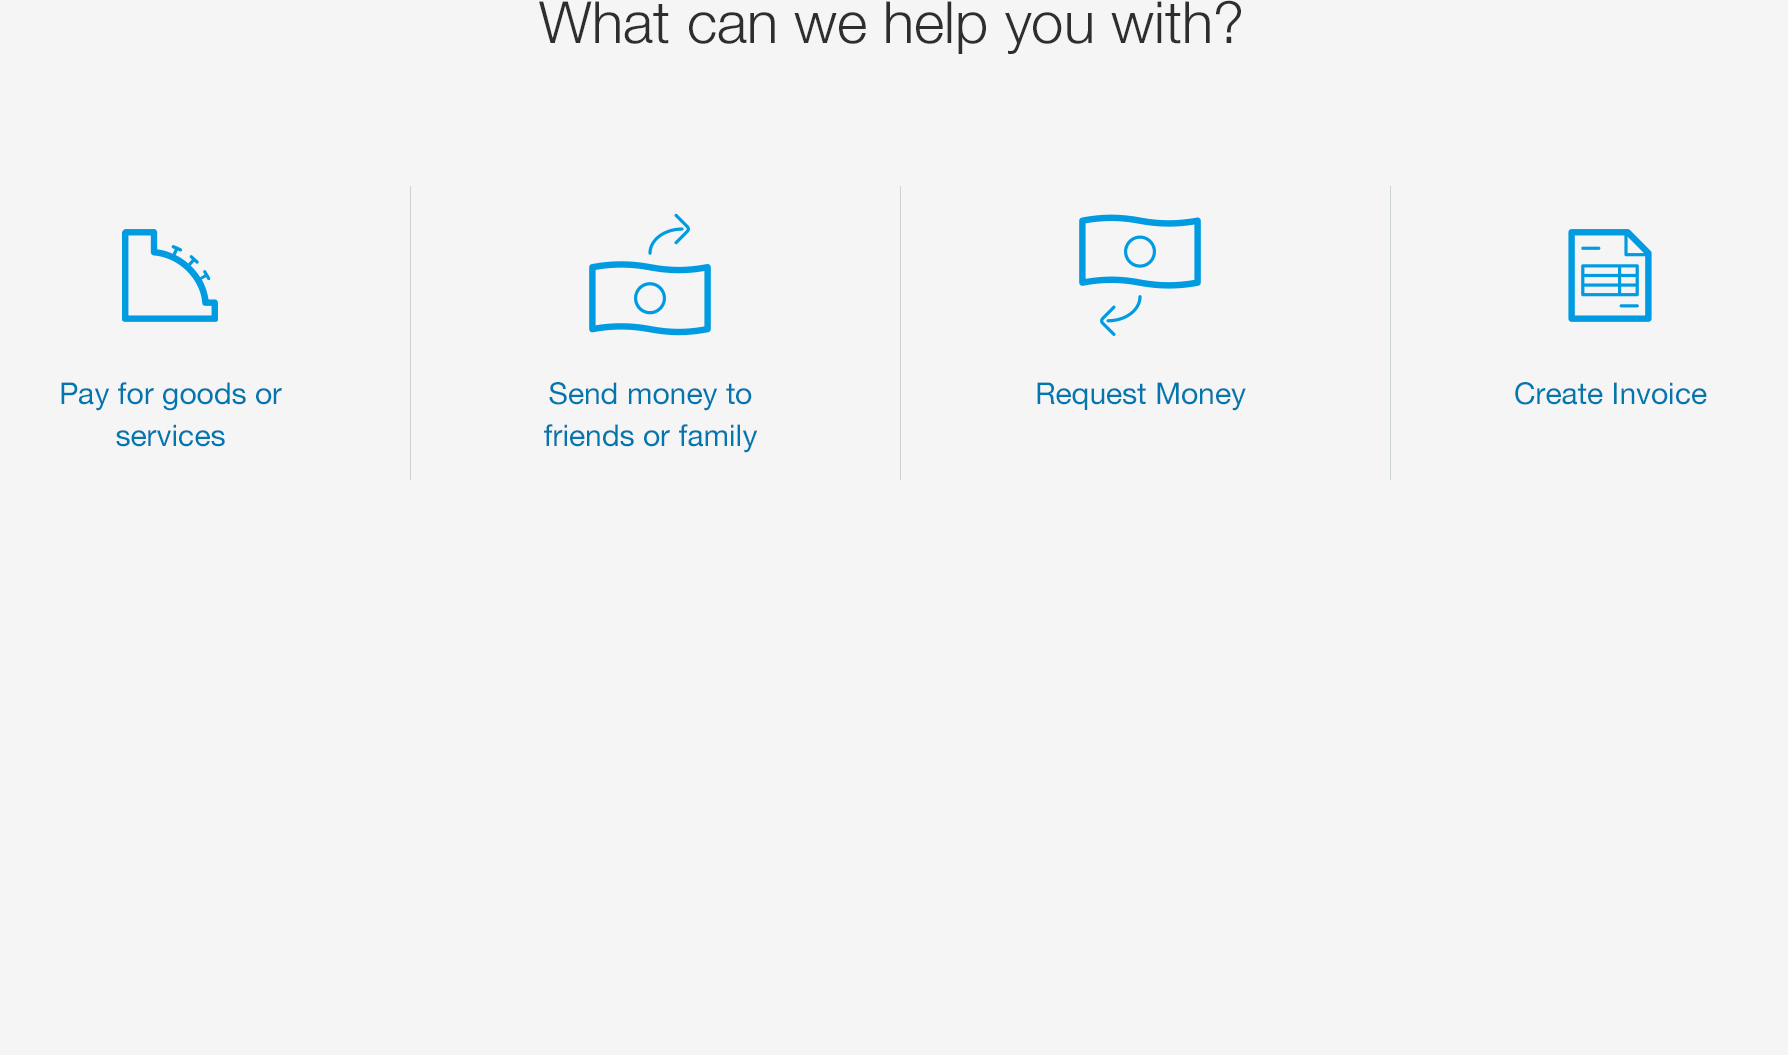 What can we help you with?
Pay for goods or
services
Send money to
friends or family
Request Money
Create Invoice